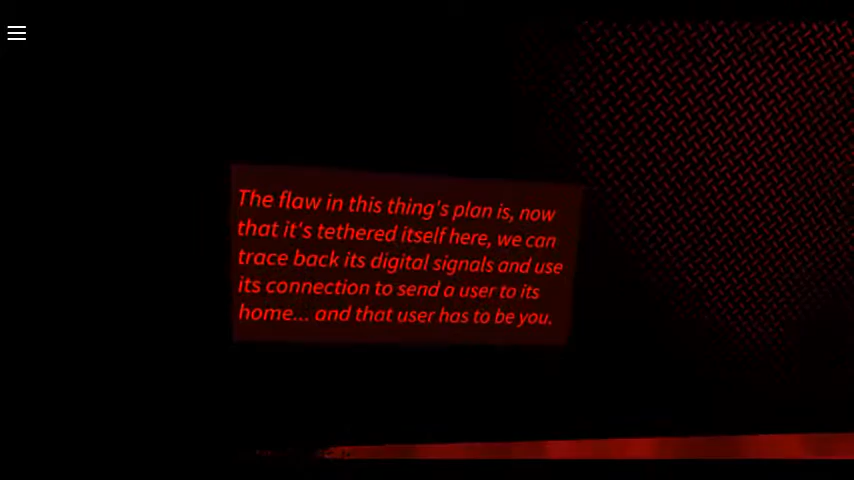 The flaw in this thing's plan is, now
that it's tethered itself here, we can
trace back its digital signals and use
its connection to send a user to its
home... and that user has to be you.